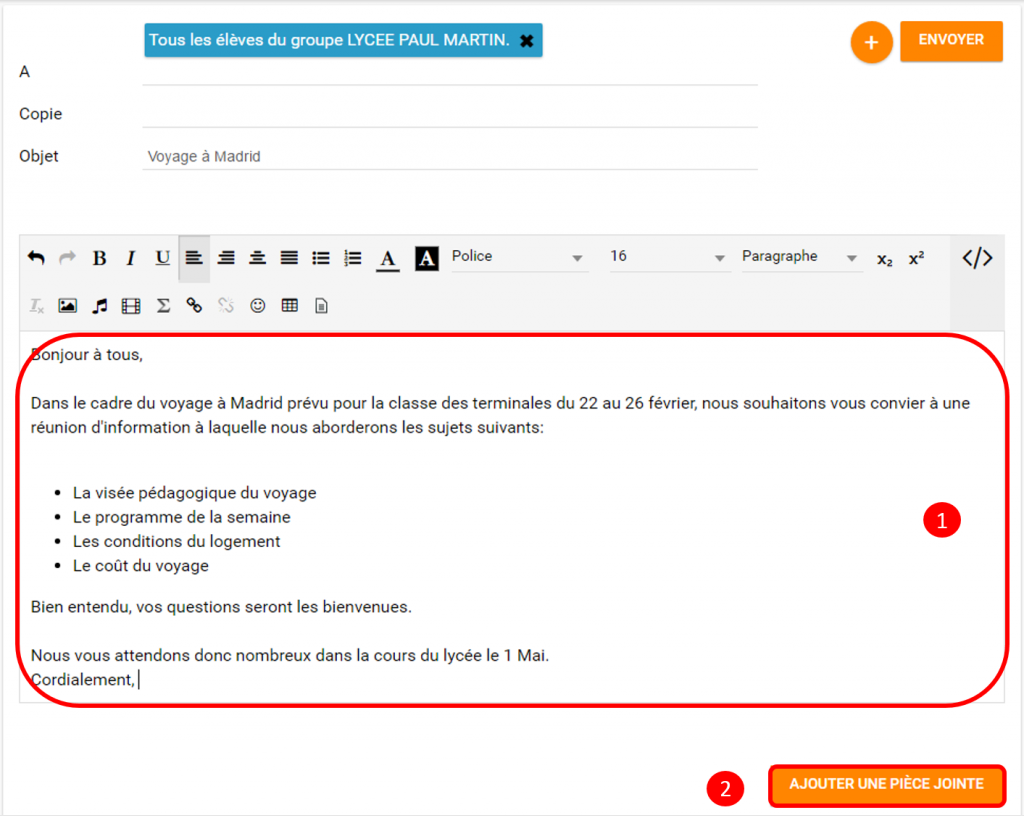 Tous les élèves du groupe LYCEE PAUL MARTIN. ✖
+ ENVOYER
A
Copie
Objet Voyage à Madrid
B I U A A Police 16 Paragraphe x₂ x² </>
Tx Σ
Bonjour à tous,
Dans le cadre du voyage à Madrid prévu pour la classe des terminales du 22 au 26 février, nous souhaitons vous convier à une
réunion d'information à laquelle nous aborderons les sujets suivants:
• La visée pédagogique du voyage
• Le programme de la semaine
1
• Les conditions du logement
• Le coût du voyage
Bien entendu, vos questions seront les bienvenues.
Nous vous attendons donc nombreux dans la cours du lycée le 1 Mai.
Cordialement,
2 AJOUTER UNE PIÈCE JOINTE